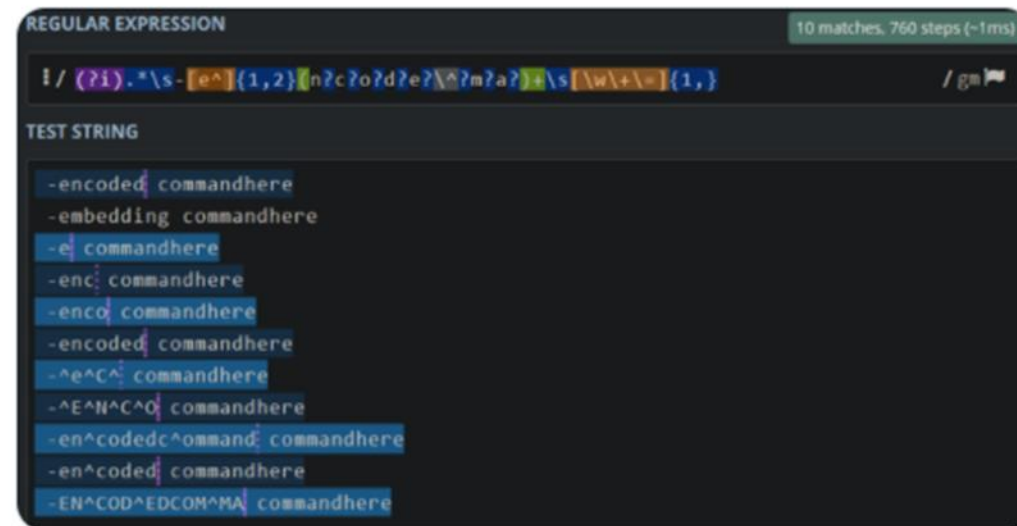 REGULAR EXPRESSION
10 matches, 760 steps (~1ms)
/ (?i).*\s-[e^]{1,2}(n?c?o?d?e?\^?m?a?)+\s[\w\+\=]{1,} / gm
TEST STRING
-encoded commandhere
-embedding commandhere
-e commandhere
-enc commandhere
-enco commandhere
-encoded commandhere
-^e^C^ commandhere
-^E^N^C^O commandhere
-en^codedc^ommand commandhere
-en^coded commandhere
-EN^COD^EDCOM^MA commandhere